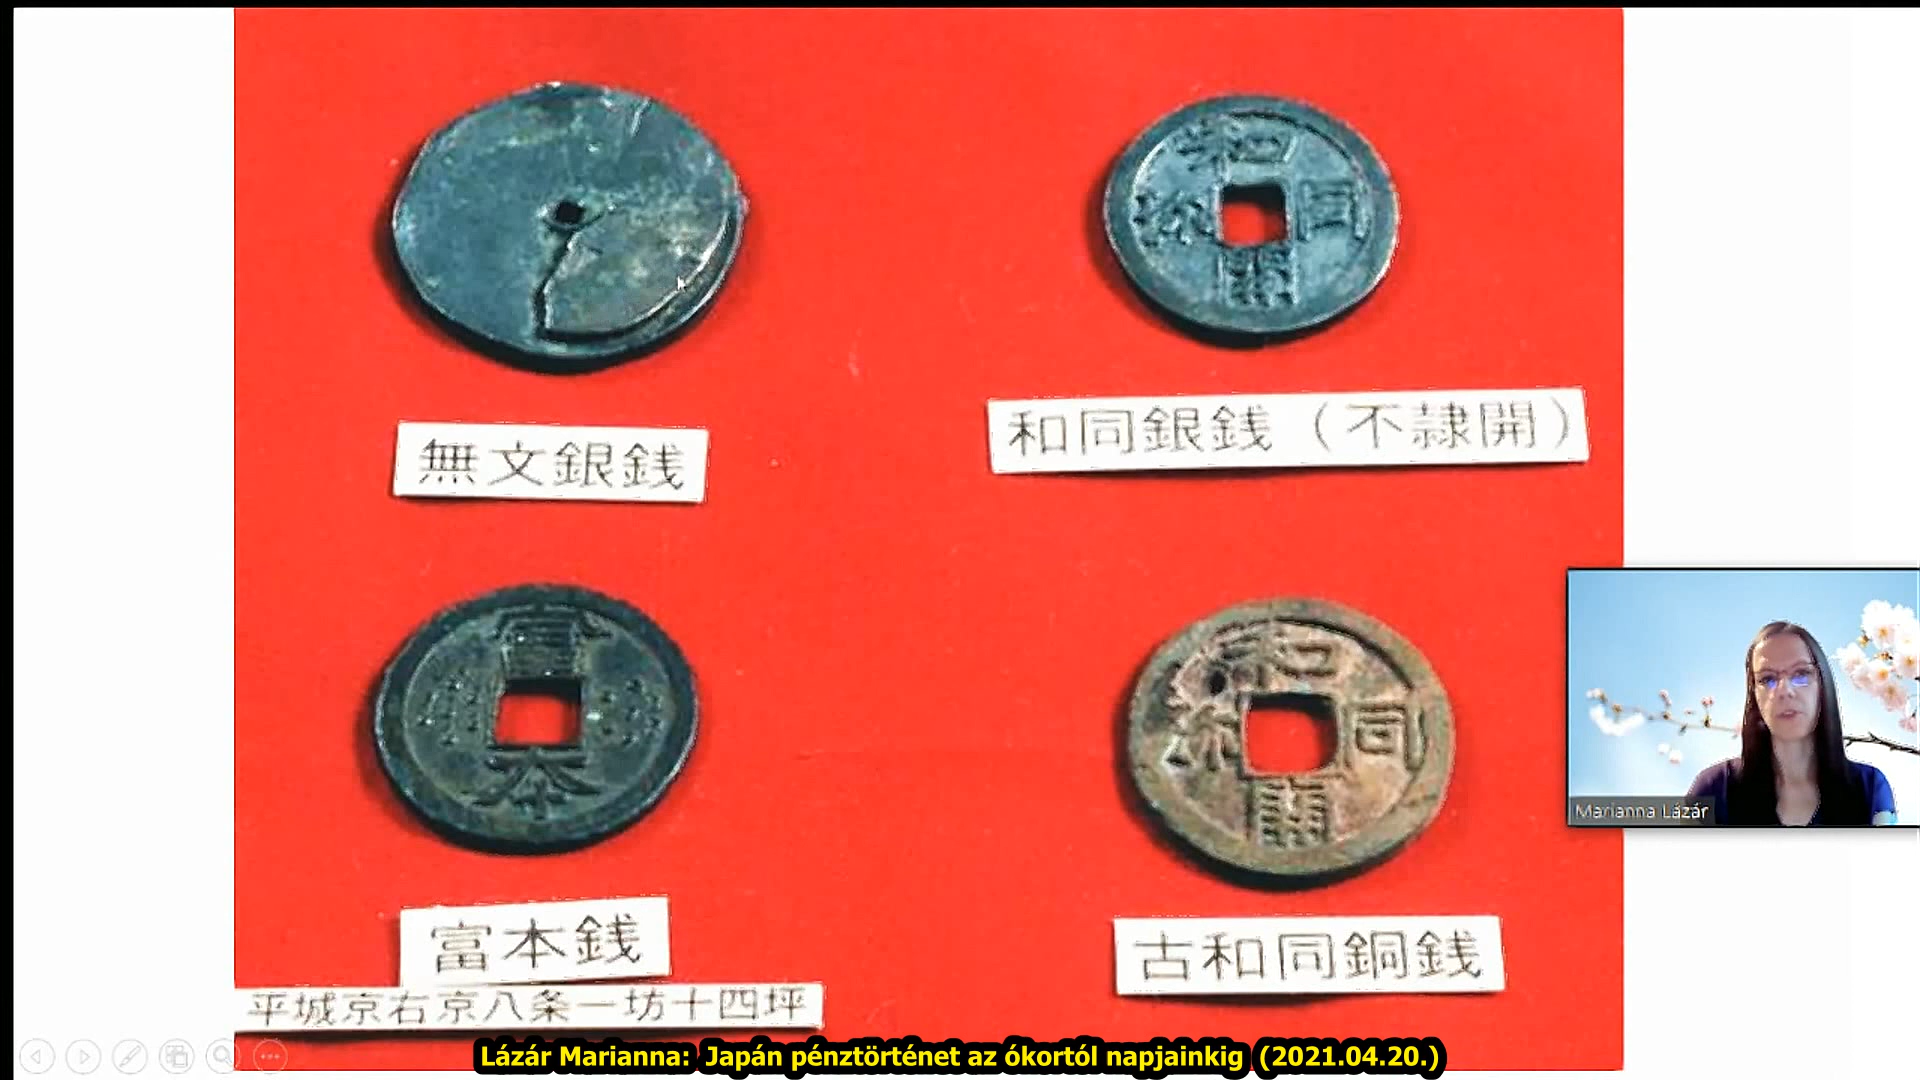 無文銀銭
和同銀銭（不隷開）
富本銭
平城京右京八条一坊十四坪
古和同銅銭
Marianna Lázár
Lázár Marianna: Japán pénztörténet az ókortól napjainkig (2021.04.20.)